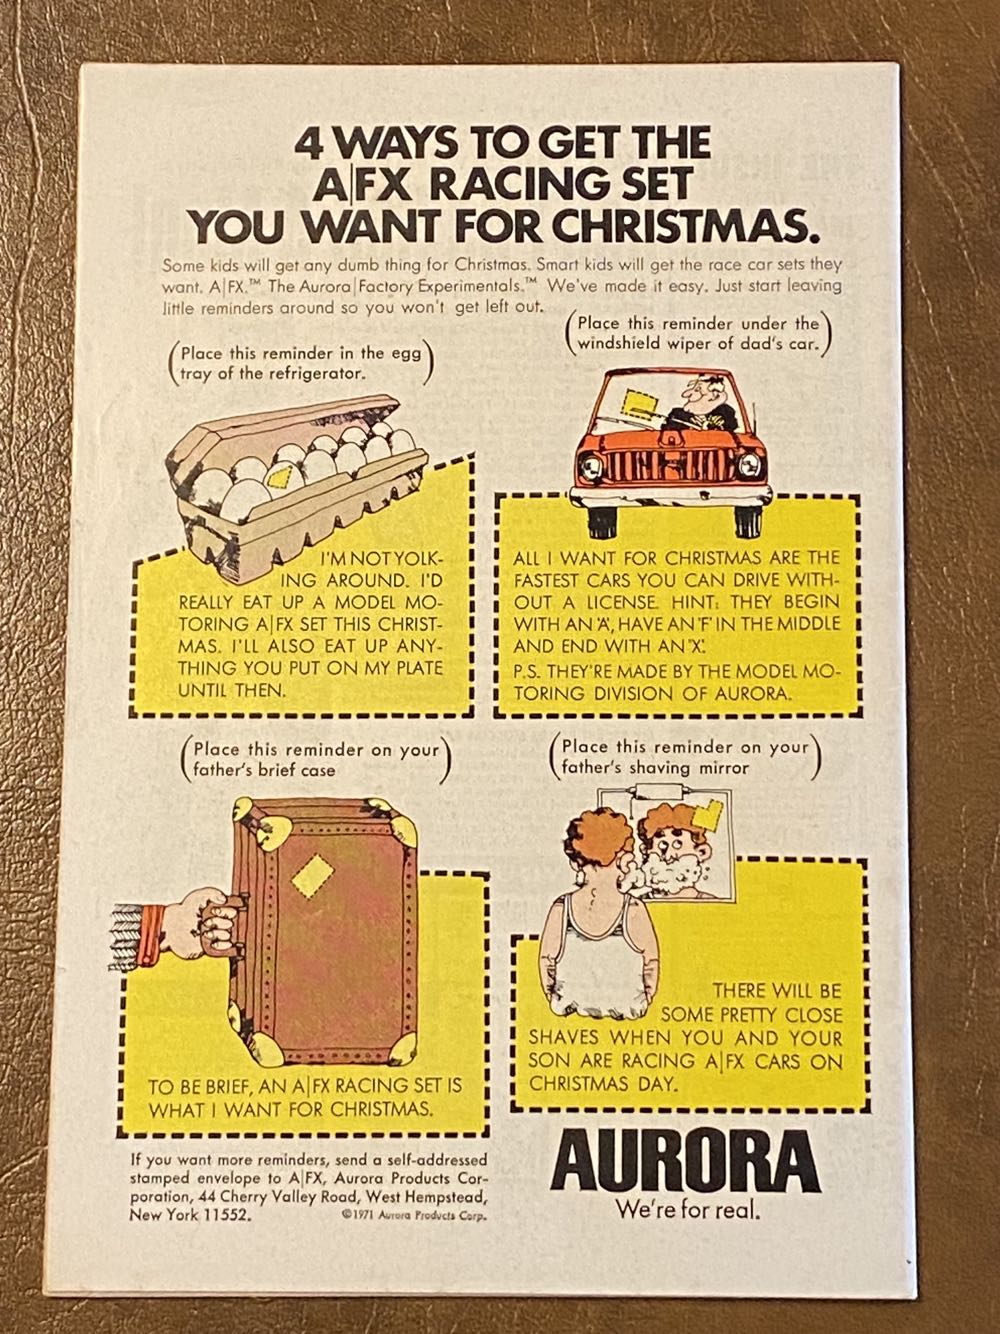 4 WAYS TO GET THE
A|FX RACING SET
YOU WANT FOR CHRISTMAS.
Some kids will get any dumb thing for Christmas. Smart kids will get the race car sets they
want. A|FX.™ The Aurora|Factory Experimentals.™ We've made it easy. Just start leaving
little reminders around so you won't get left out.
(Place this reminder in the egg
tray of the refrigerator.)
(Place this reminder under the
windshield wiper of dad's car.)
I'M NOT YOLK-
ING AROUND. I'D
REALLY EAT UP A MODEL MO-
TORING A|FX SET THIS CHRIST-
MAS. I'LL ALSO EAT UP ANY-
THING YOU PUT ON MY PLATE
UNTIL THEN.
ALL I WANT FOR CHRISTMAS ARE THE
FASTEST CARS YOU CAN DRIVE WITH-
OUT A LICENSE. HINT: THEY BEGIN
WITH AN 'A', HAVE AN 'F' IN THE MIDDLE
AND END WITH AN 'X'.
P.S. THEY'RE MADE BY THE MODEL MO-
TORING DIVISION OF AURORA.
(Place this reminder on your
father's brief case)
(Place this reminder on your
father's shaving mirror)
TO BE BRIEF, AN A|FX RACING SET IS
WHAT I WANT FOR CHRISTMAS.
THERE WILL BE
SOME PRETTY CLOSE
SHAVES WHEN YOU AND YOUR
SON ARE RACING A|FX CARS ON
CHRISTMAS DAY.
If you want more reminders, send a self-addressed
stamped envelope to A|FX, Aurora Products Cor-
poration, 44 Cherry Valley Road, West Hempstead,
New York 11552. ©1971 Aurora Products Corp.
AURORA
We're for real.